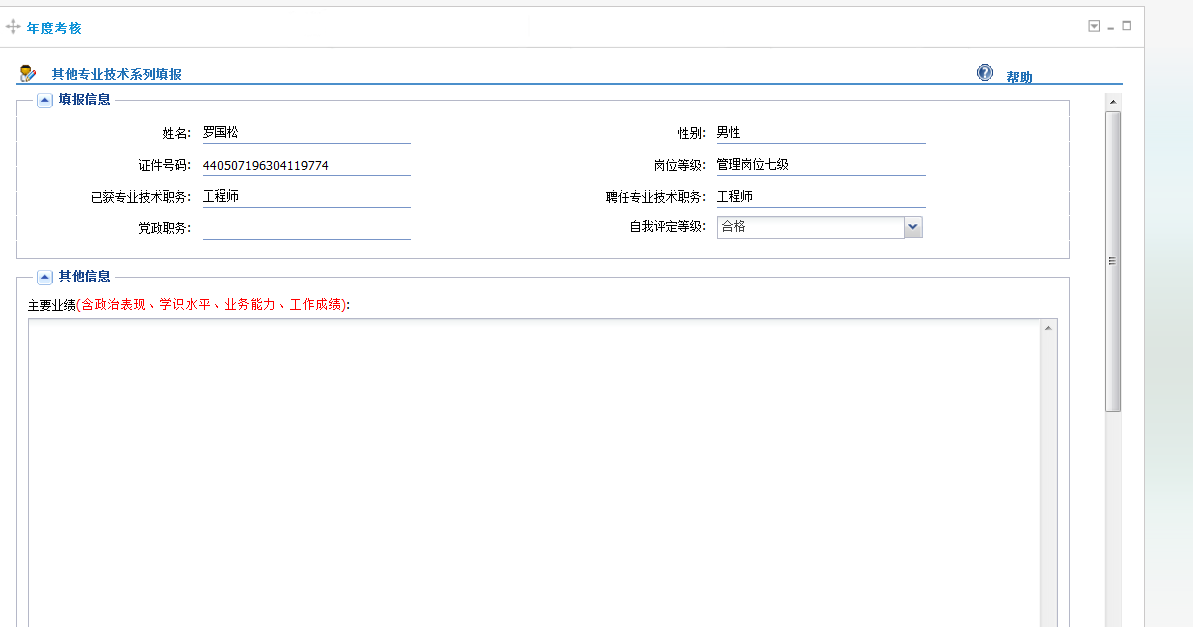 年度考核
其他专业技术系列填报
帮助
填报信息
姓名: 罗国松 性别: 男性
证件号码: 440507196304119774 岗位等级: 管理岗位七级
已获专业技术职务: 工程师 聘任专业技术职务: 工程师
党政职务: 自我评定等级: 合格
其他信息
主要业绩(含政治表现、学识水平、业务能力、工作成绩):